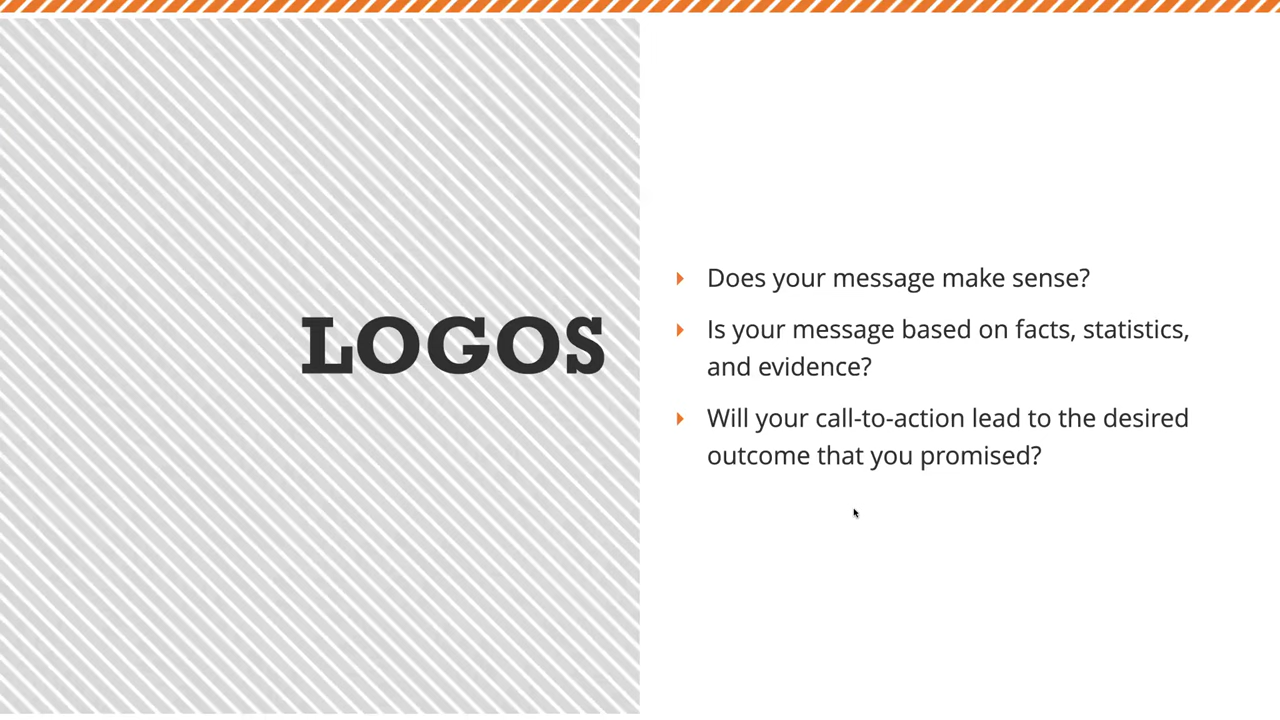 LOGOS
Does your message make sense?
Is your message based on facts, statistics,
and evidence?
Will your call-to-action lead to the desired
outcome that you promised?